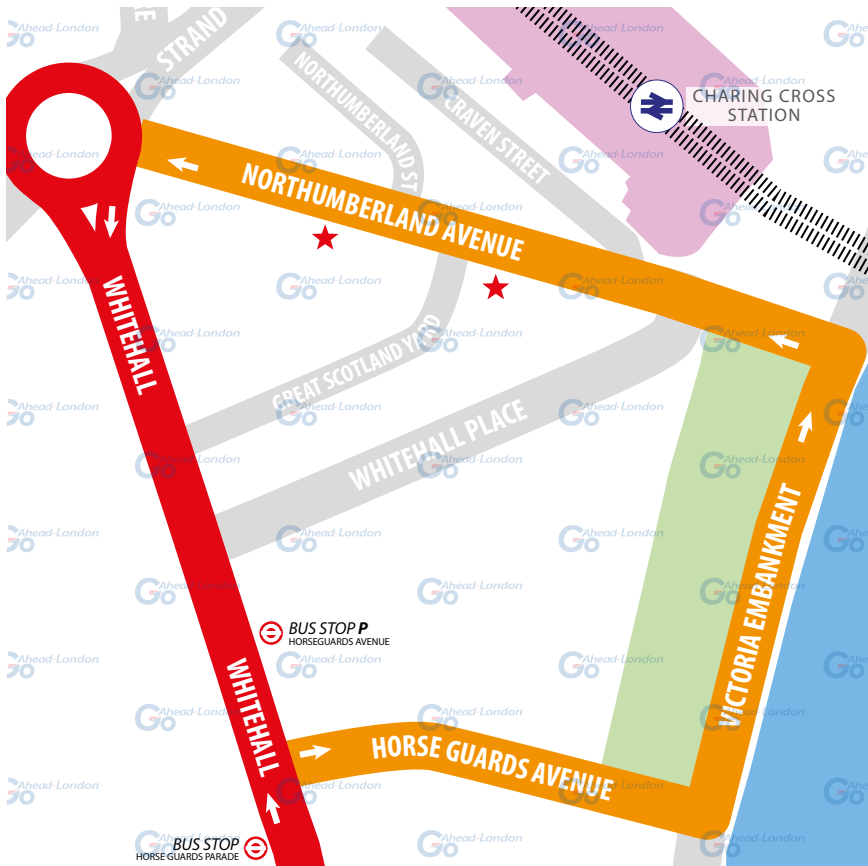 STRAND
NORTHUMBERLAND ST
CRAVEN STREET
CHARING CROSS
STATION
NORTHUMBERLAND AVENUE
WHITEHALL
GREAT SCOTLAND YARD
WHITEHALL PLACE
VICTORIA EMBANKMENT
BUS STOP P
HORSEGUARDS AVENUE
WHITEHALL
HORSE GUARDS AVENUE
BUS STOP
HORSE GUARDS PARADE
Go Ahead-London